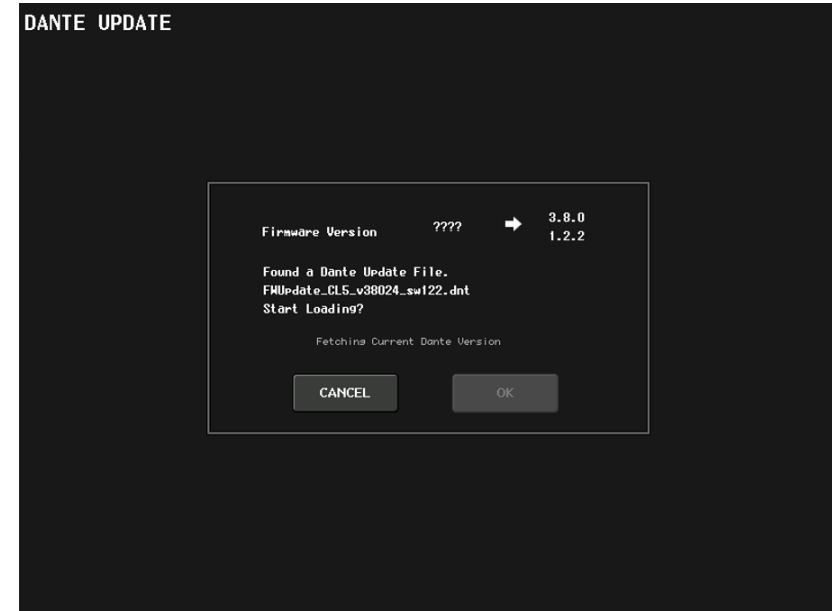 DANTE UPDATE
Firmware Version ???? ➡ 3.8.0
1.2.2
Found a Dante Update File.
FWUpdate_CL5_v38024_sw122.dnt
Start Loading?
Fetching Current Dante Version
CANCEL OK